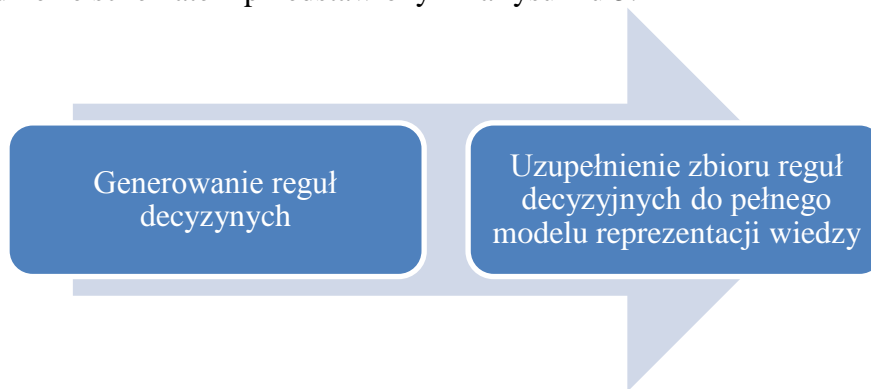 Generowanie reguł
decyzynych
Uzupełnienie zbioru reguł
decyzyjnych do pełnego
modelu reprezentacji wiedzy